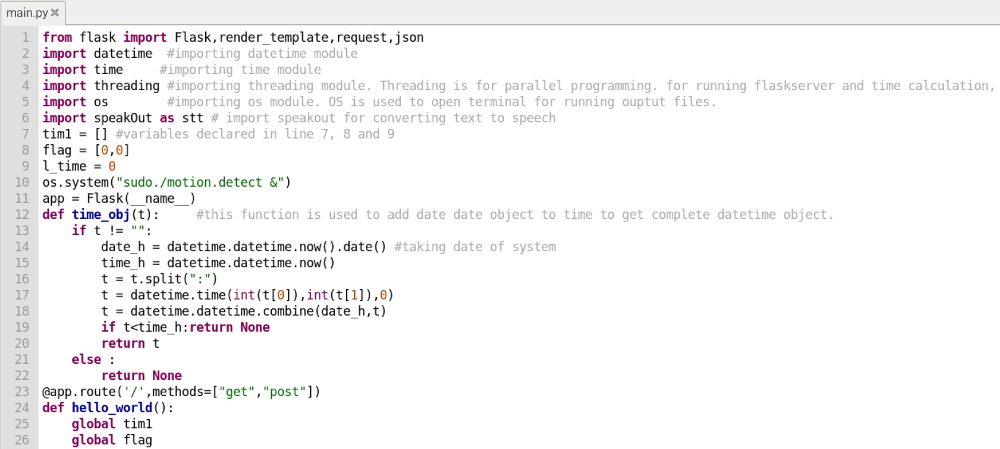 main.py
1 from flask import Flask,render_template,request,json
2 import datetime  #importing datetime module
3 import time     #importing time module
4 import threading #importing threading module. Threading is for parallel programming. for running flaskserver and time calculation,
5 import os        #importing os module. OS is used to open terminal for running ouptut files.
6 import speakOut as stt # import speakout for converting text to speech
7 tim1 = [] #variables declared in line 7, 8 and 9
8 flag = [0,0]
9 l_time = 0
10 os.system("sudo./motion.detect &")
11 app = Flask(__name__)
12 def time_obj(t):     #this function is used to add date date object to time to get complete datetime object.
13     if t != "":
14         date_h = datetime.datetime.now().date() #taking date of system
15         time_h = datetime.datetime.now()
16         t = t.split(":")
17         t = datetime.time(int(t[0]),int(t[1]),0)
18         t = datetime.datetime.combine(date_h,t)
19         if t<time_h:return None
20         return t
21     else :
22         return None
23 @app.route('/',methods=["get","post"])
24 def hello_world():
25     global tim1
26     global flag